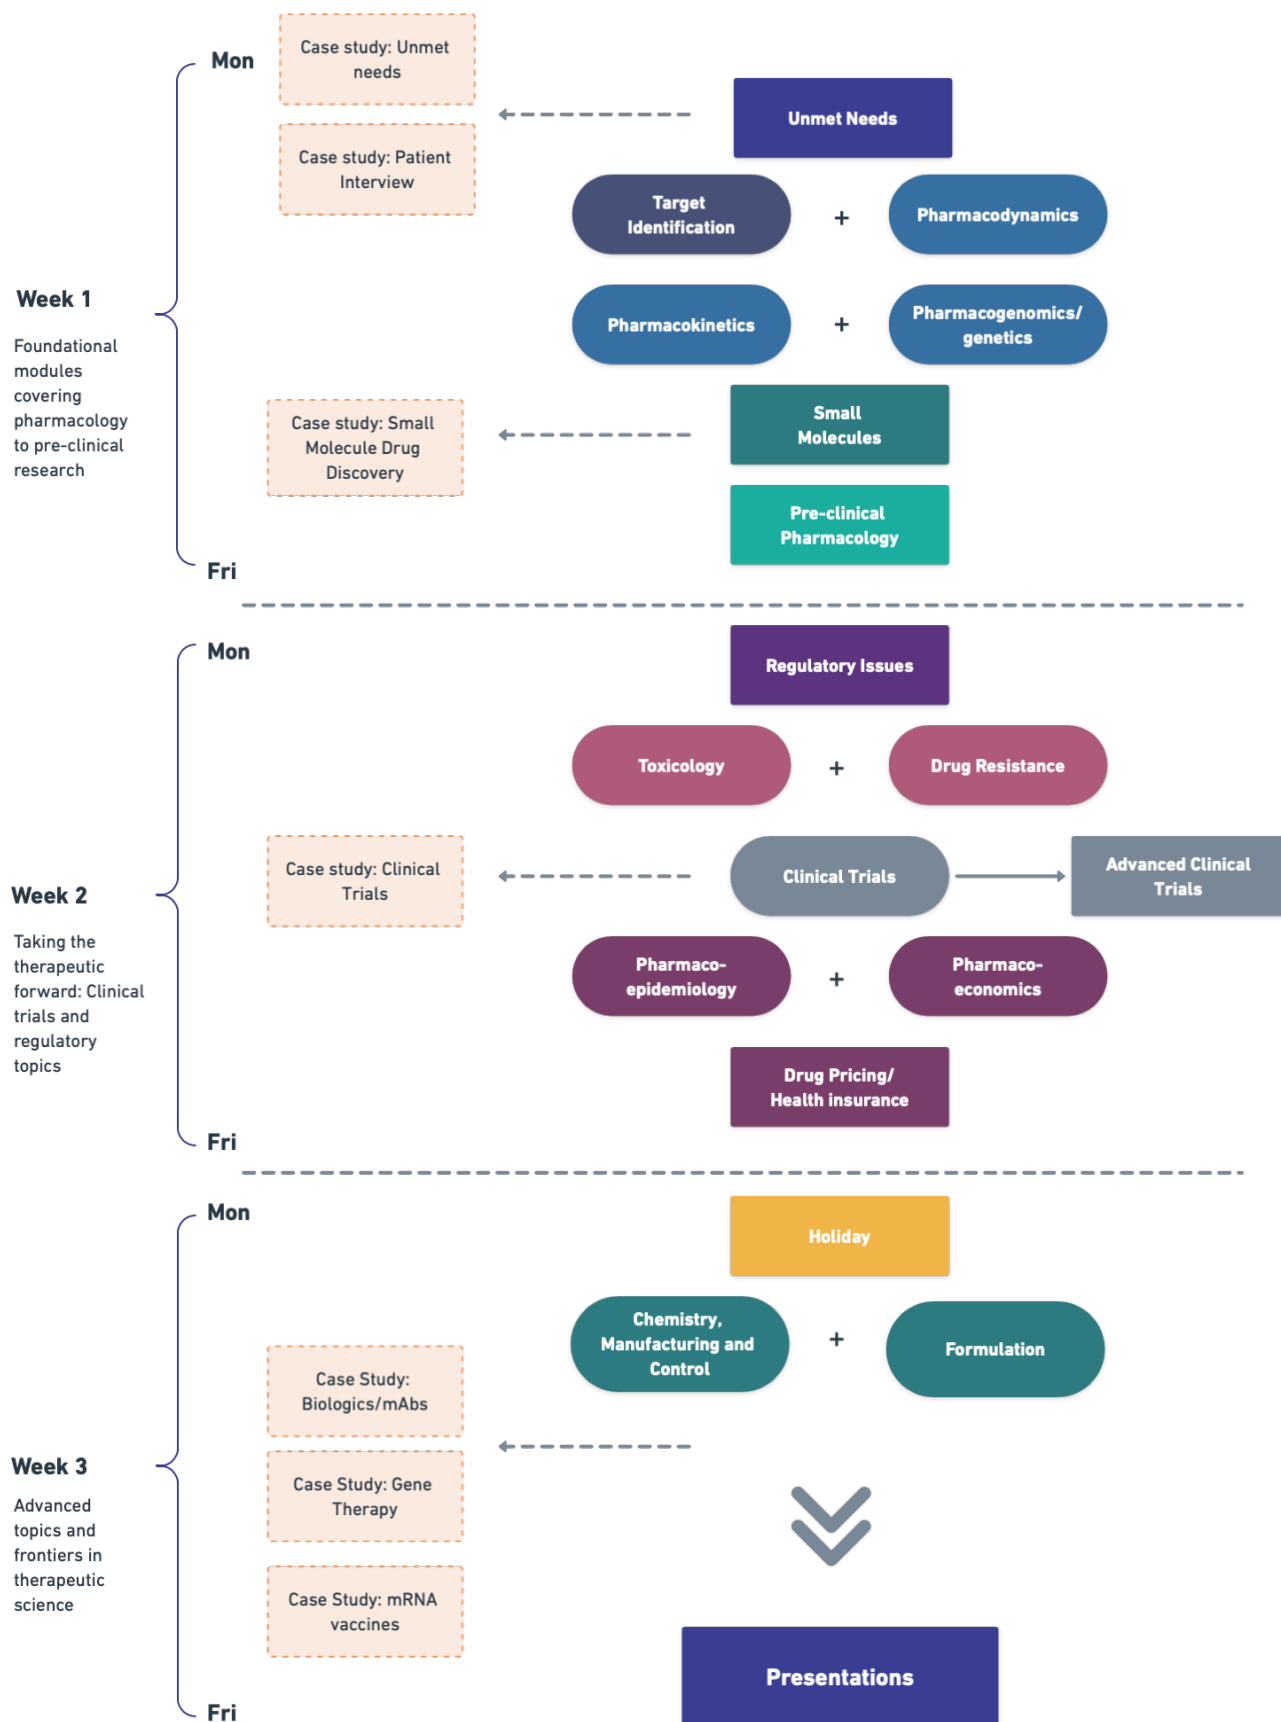 Mon
Case study: Unmet
needs
Unmet Needs
Case study: Patient
Interview
Target
Identification
+
Pharmacodynamics
Week 1
Foundational
modules
covering
pharmacology
to pre-clinical
research
Pharmacokinetics
+
Pharmacogenomics/
genetics
Case study: Small
Molecule Drug
Discovery
Small
Molecules
Pre-clinical
Pharmacology
Fri
Mon
Regulatory Issues
Toxicology
+
Drug Resistance
Week 2
Taking the
therapeutic
forward: Clinical
trials and
regulatory
topics
Case study: Clinical
Trials
Clinical Trials
Advanced Clinical
Trials
Pharmaco-
epidemiology
+
Pharmaco-
economics
Drug Pricing/
Health insurance
Fri
Mon
Holiday
Chemistry,
Manufacturing and
Control
+
Formulation
Case Study:
Biologics/mAbs
Week 3
Advanced
topics and
frontiers in
therapeutic
science
Case Study: Gene
Therapy
Case Study: mRNA
vaccines
Presentations
Fri